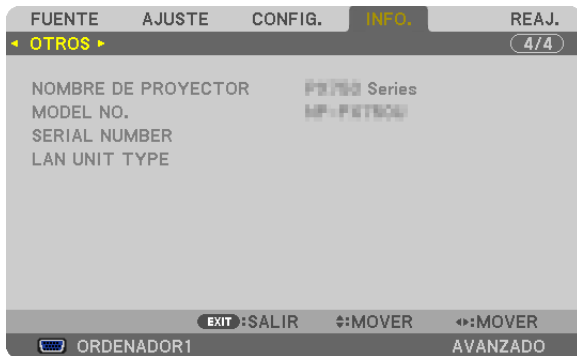 FUENTE AJUSTE CONFIG. INFO. REAJ.
OTROS 4/4
NOMBRE DE PROYECTOR Series
MODEL NO.
SERIAL NUMBER
LAN UNIT TYPE
EXIT :SALIR :MOVER :MOVER
ORDENADOR1 AVANZADO